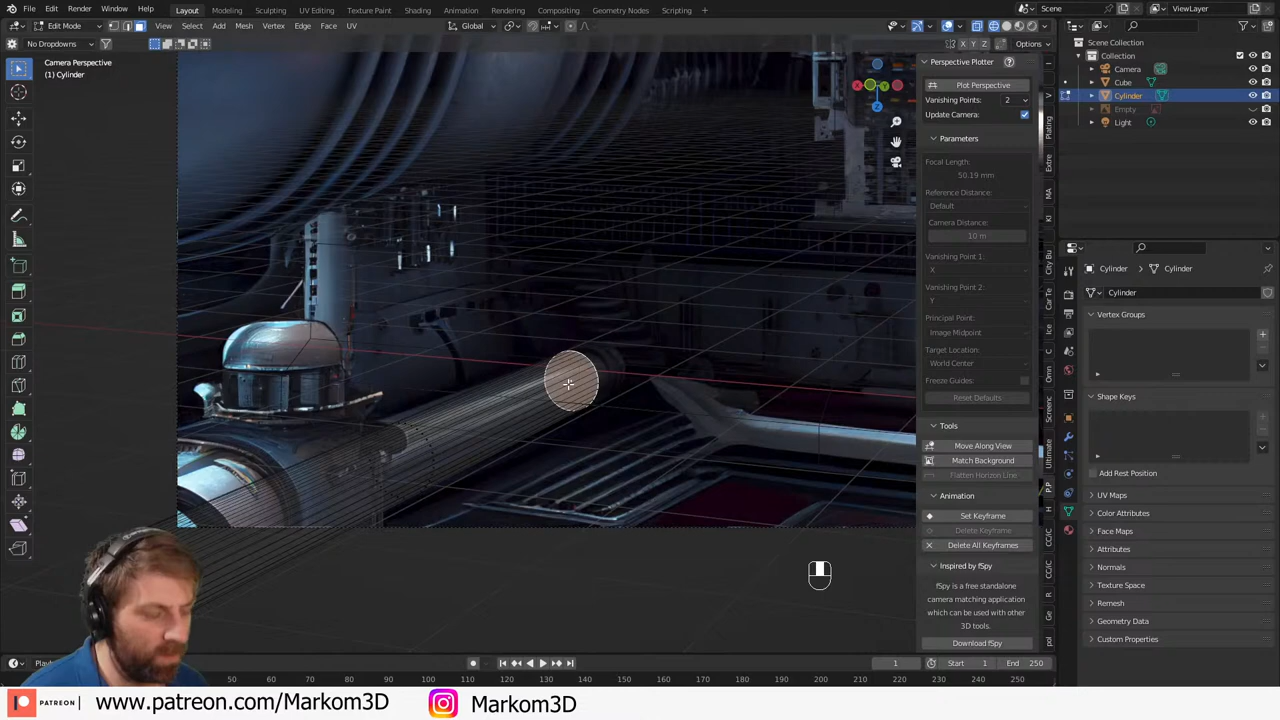 File Edit Render Window Help Layout Modeling Sculpting UV Editing Texture Paint Shading Animation Rendering Compositing Geometry Nodes Scripting + Scene ViewLayer
Edit Mode View Select Add Mesh Vertex Edge Face UV Global
No Dropdowns X Y Z Options
Camera Perspective
(1) Cylinder
Perspective Plotter
Plot Perspective
Vanishing Points: 2
Update Camera:
Parameters
Focal Length:
50.19 mm
Reference Distance:
Default
Camera Distance:
10 m
Vanishing Point 1:
X
Vanishing Point 2:
Y
Principal Point:
Image Midpoint
Target Location:
World Center
Freeze Guides:
Reset Defaults
Tools
Move Along View
Match Background
Flatten Horizon Line
Animation
Set Keyframe
Delete Keyframe
Delete All Keyframes
Inspired by fSpy
fSpy is a free standalone
camera matching application
which can be used with other
3D tools.
Download fSpy
Scene Collection
Collection
Camera
Cube
Cylinder
Empty
Light
Cylinder Cylinder
Cylinder
Vertex Groups
Shape Keys
Add Rest Position
UV Maps
Color Attributes
Face Maps
Attributes
Normals
Texture Space
Remesh
Geometry Data
Custom Properties
1 Start 1 End 250
50 60 70 80 90 100 110 120 130 140 150 160 170 180 190 200 210 220 230 240 250
PATREON www.patreon.com/Markom3D Markom3D